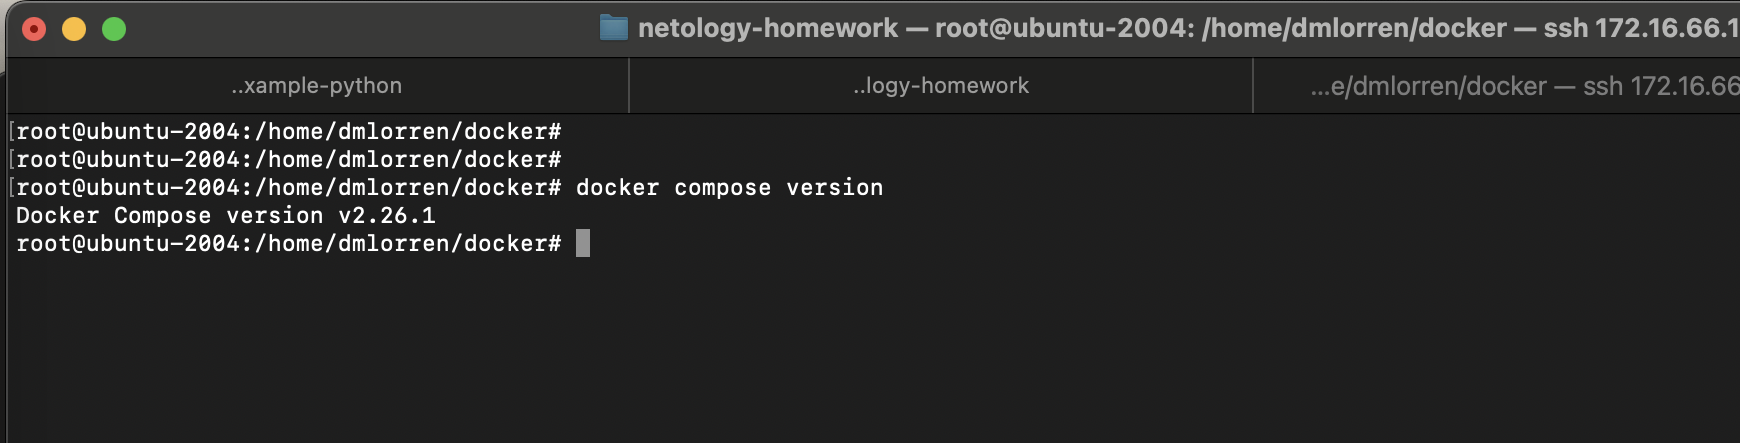 netology-homework — root@ubuntu-2004: /home/dmlorren/docker — ssh 172.16.66.1
..xample-python
..logy-homework
...e/dmlorren/docker — ssh 172.16.66
[root@ubuntu-2004:/home/dmlorren/docker#
[root@ubuntu-2004:/home/dmlorren/docker#
[root@ubuntu-2004:/home/dmlorren/docker# docker compose version
Docker Compose version v2.26.1
root@ubuntu-2004:/home/dmlorren/docker#